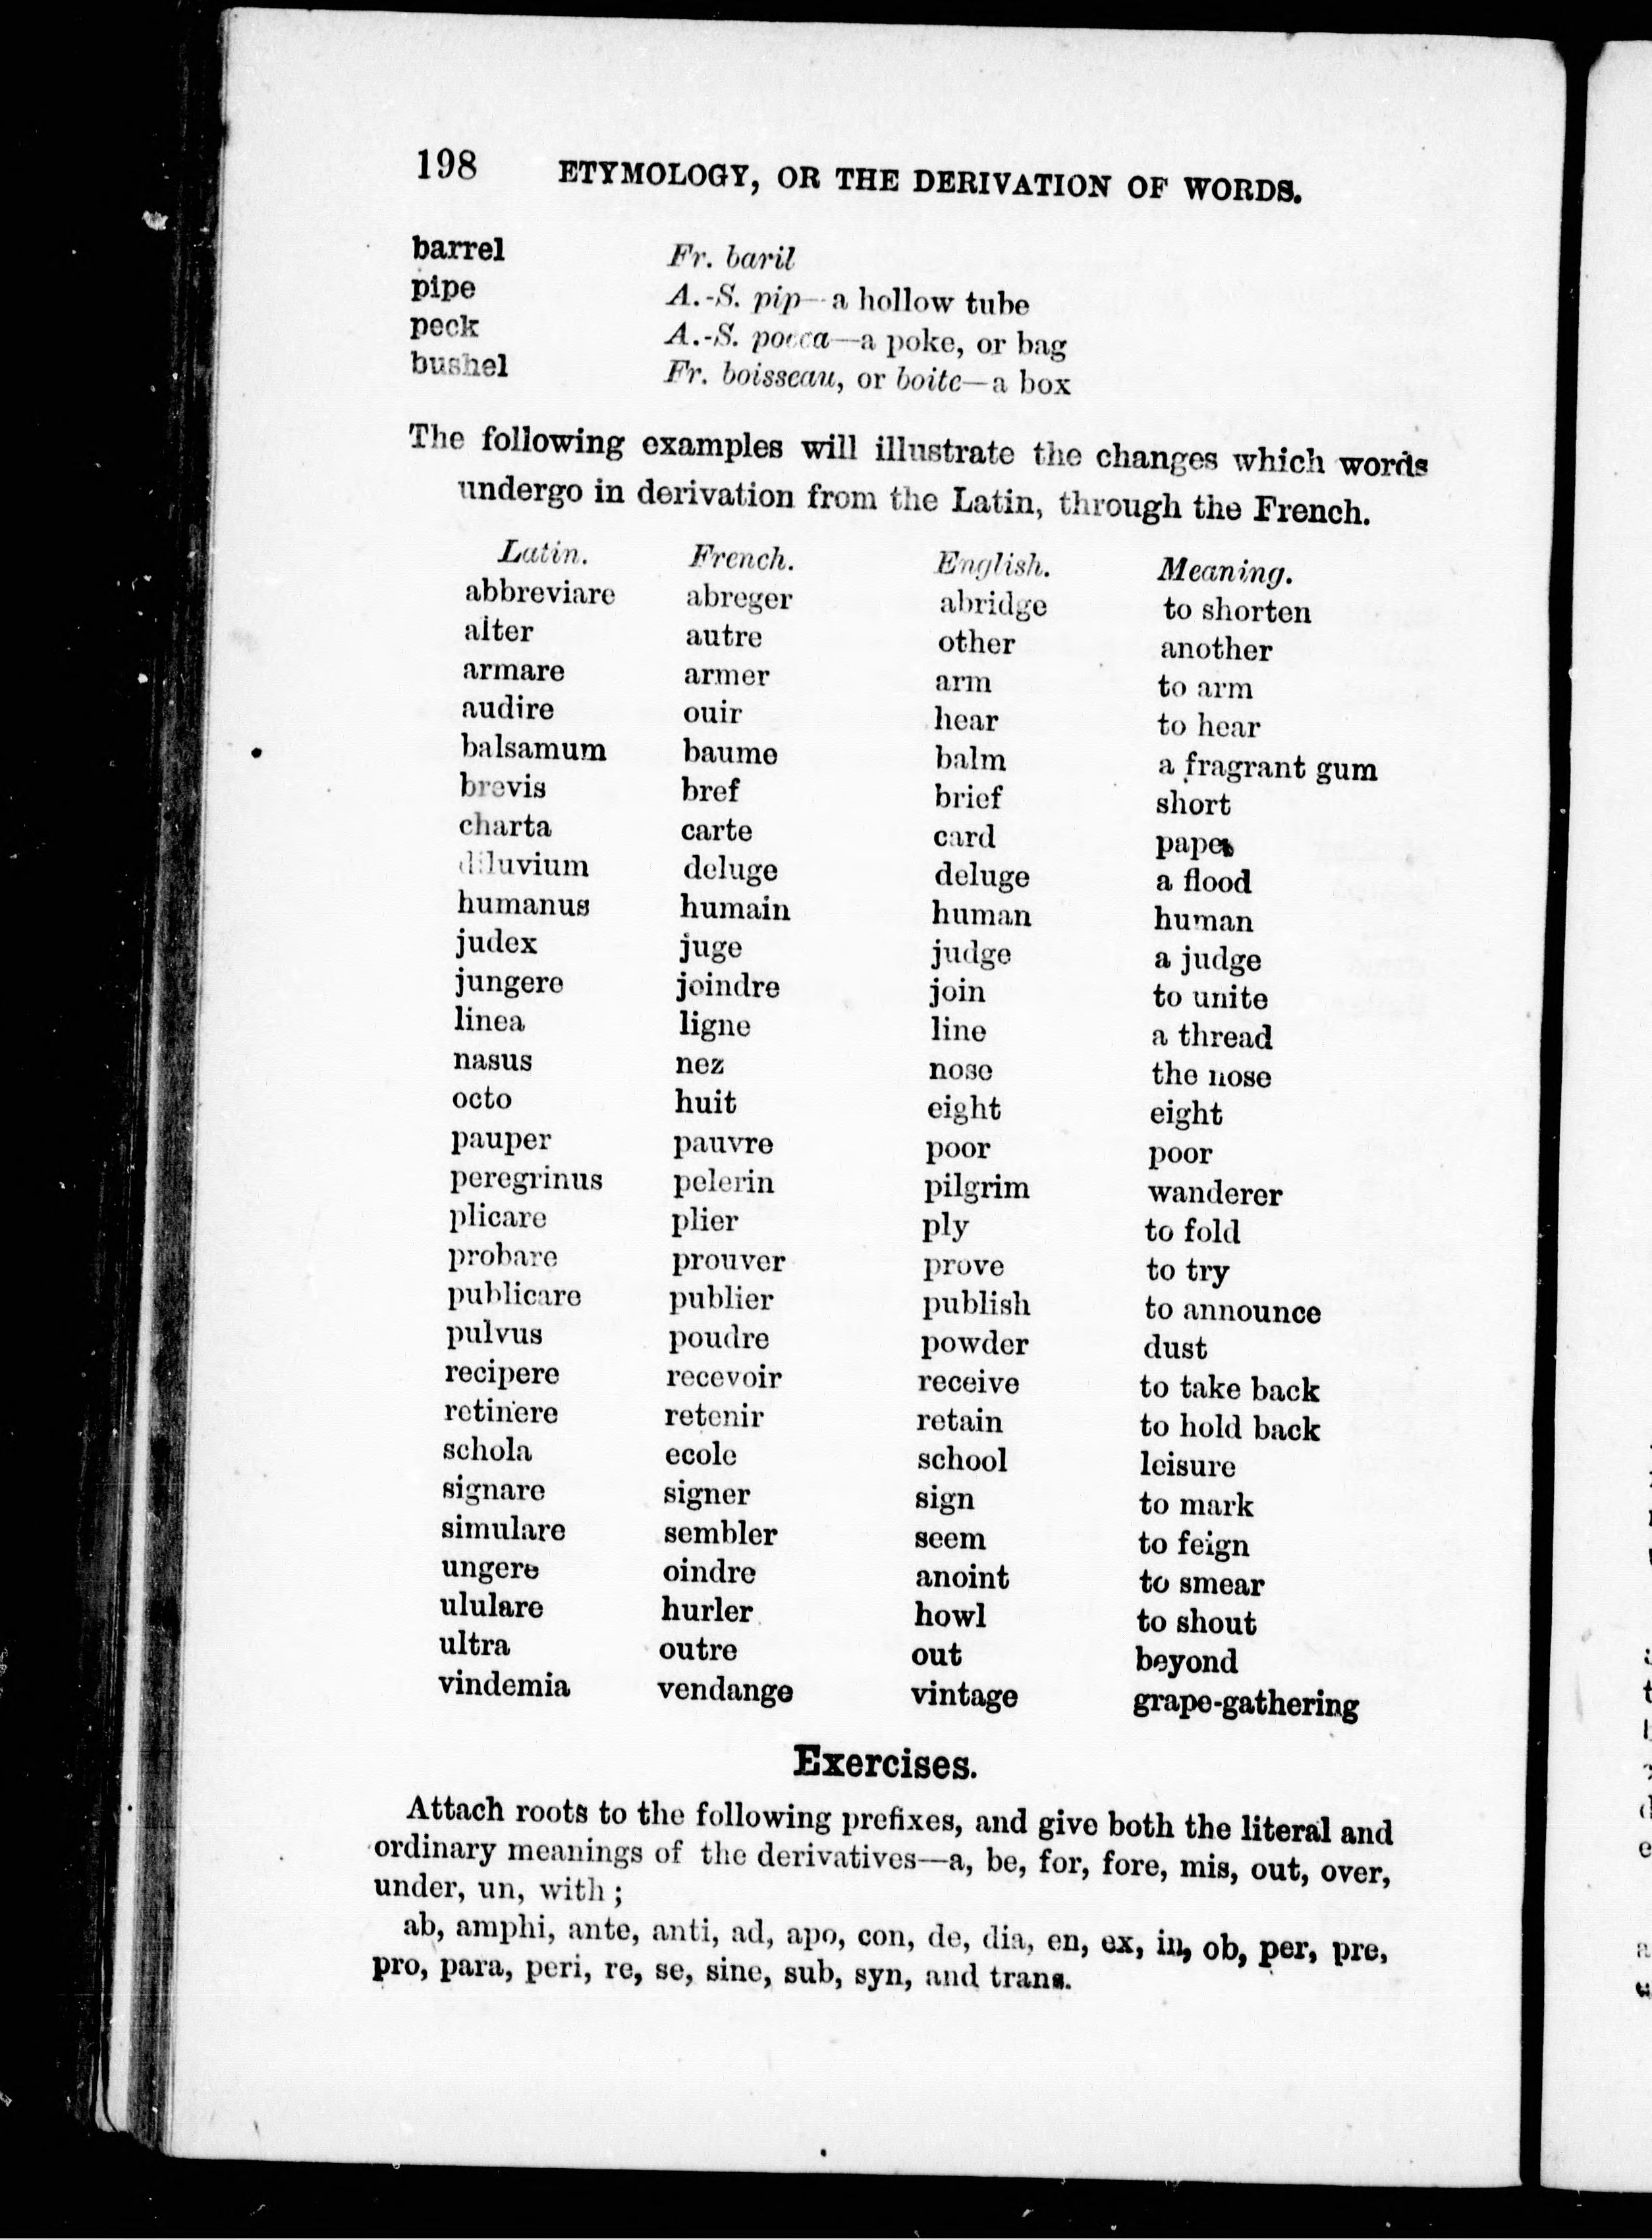 198 ETYMOLOGY, OR THE DERIVATION OF WORDS.
barrel Fr. baril
pipe A.-S. pip—a hollow tube
peck A.-S. pocca—a poke, or bag
bushel Fr. boisseau, or boite—a box
The following examples will illustrate the changes which words
undergo in derivation from the Latin, through the French.
Latin. French. English. Meaning.
abbreviare abreger abridge to shorten
alter autre other another
armare armer arm to arm
audire ouir hear to hear
balsamum baume balm a fragrant gum
brevis bref brief short
charta carte card paper
diluvium deluge deluge a flood
humanus humain human human
judex juge judge a judge
jungere joindre join to unite
linea ligne line a thread
nasus nez nose the nose
octo huit eight eight
pauper pauvre poor poor
peregrinus pelerin pilgrim wanderer
plicare plier ply to fold
probare prouver prove to try
publicare publier publish to announce
pulvus poudre powder dust
recipere recevoir receive to take back
retinere retenir retain to hold back
schola ecole school leisure
signare signer sign to mark
simulare sembler seem to feign
ungere oindre anoint to smear
ululare hurler howl to shout
ultra outre out beyond
vindemia vendange vintage grape-gathering
Exercises.
Attach roots to the following prefixes, and give both the literal and
ordinary meanings of the derivatives—a, be, for, fore, mis, out, over,
under, un, with;
ab, amphi, ante, anti, ad, apo, con, de, dia, en, ex, in, ob, per, pre,
pro, para, peri, re, se, sine, sub, syn, and trans.